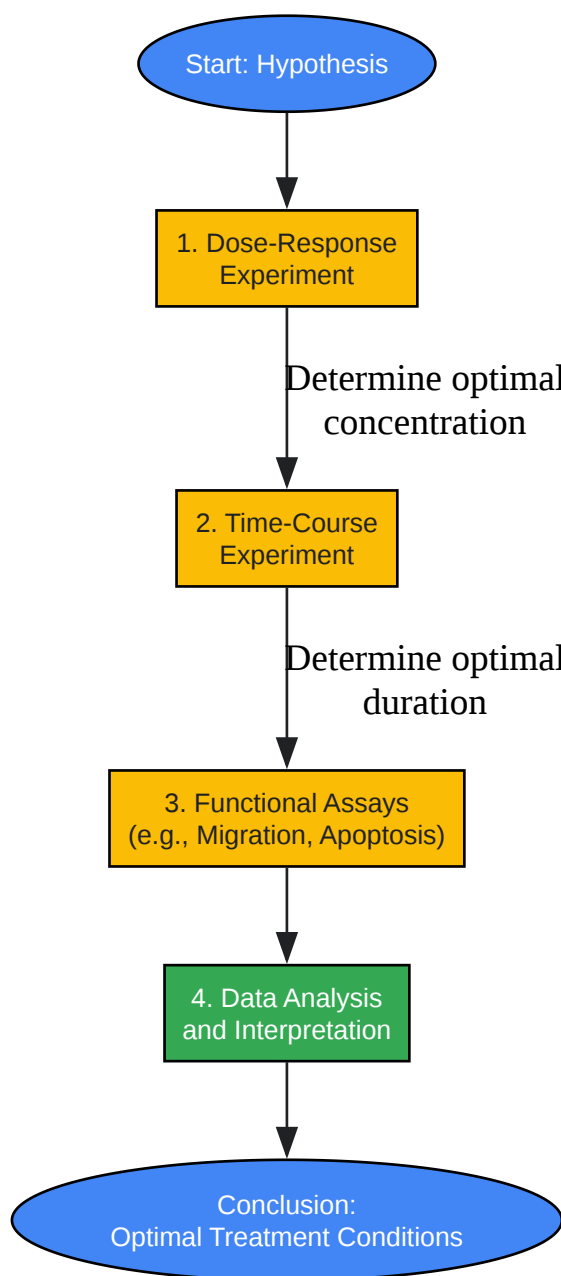 Start: Hypothesis
1. Dose-Response
Experiment
Determine optimal
concentration
2. Time-Course
Experiment
Determine optimal
duration
3. Functional Assays
(e.g., Migration, Apoptosis)
4. Data Analysis
and Interpretation
Conclusion:
Optimal Treatment Conditions